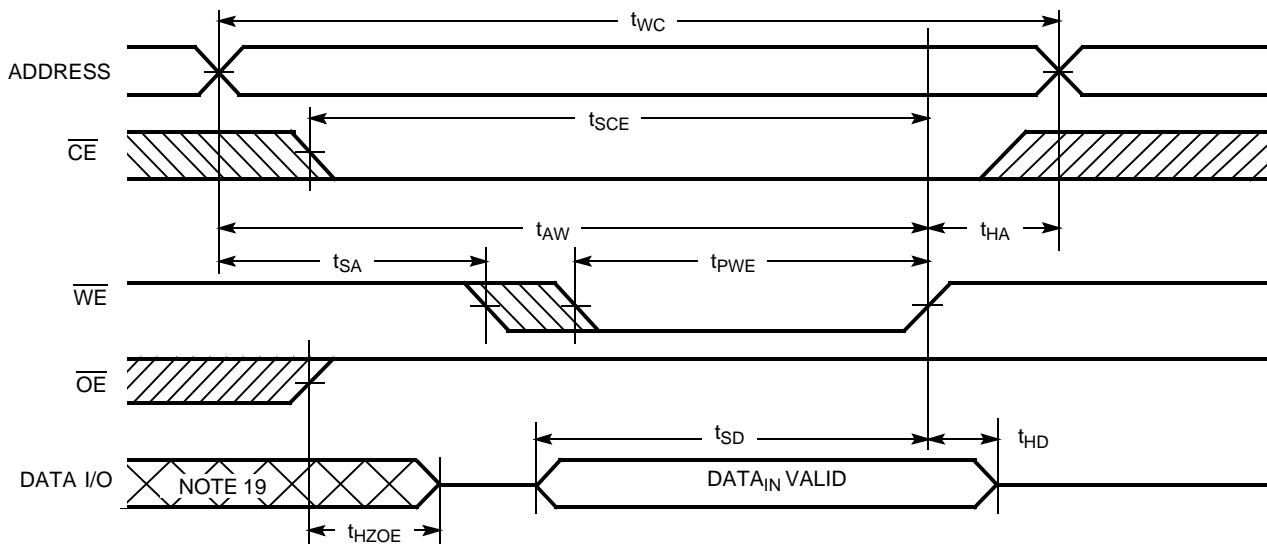 tWC
ADDRESS
tSCE
CE
tAW
tHA
tSA
tPWE
WE
OE
tSD
tHD
DATA I/O
NOTE 19
DATAIN VALID
tHZOE